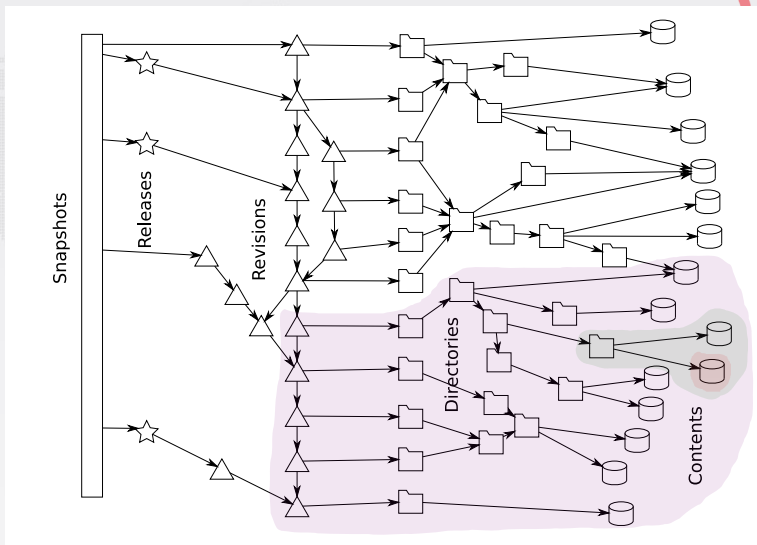 Snapshots
Releases
Revisions
Directories
Contents